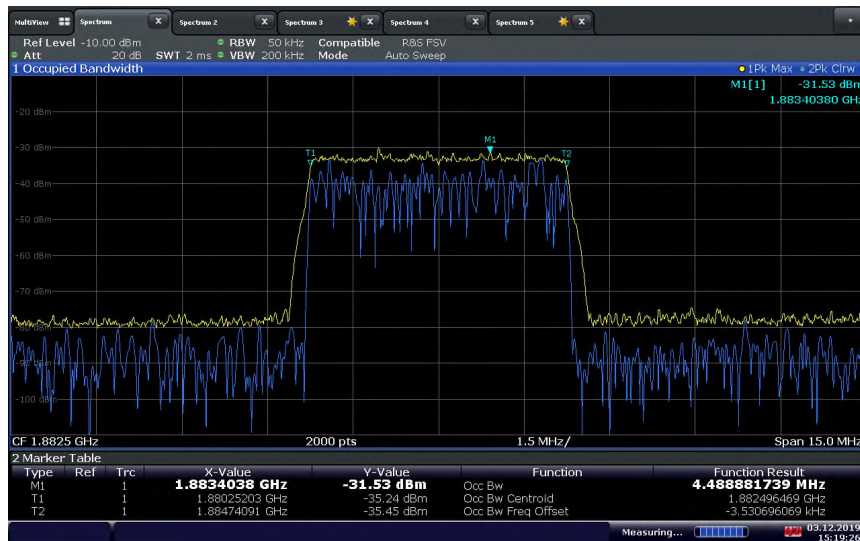 MultiView Spectrum X Spectrum 2 X Spectrum 3 X Spectrum 4 X Spectrum 5 X
Ref Level -10.00 dBm RBW 50 kHz Compatible R&S FSV
Att 20 dB SWT 2 ms VBW 200 kHz Mode Auto Sweep
1 Occupied Bandwidth 1Pk Max 2Pk Clrw
M1[1] -31.53 dBm
1.88340380 GHz
-20 dBm
-30 dBm
M1
T1 T2
-40 dBm
-50 dBm
-60 dBm
-70 dBm
-80 dBm
-90 dBm
-100 dBm
CF 1.8825 GHz 2000 pts 1.5 MHz/ Span 15.0 MHz
2 Marker Table
Type Ref Trc X-Value Y-Value Function Function Result
M1 1 1.8834038 GHz -31.53 dBm Occ Bw 4.488881739 MHz
T1 1 1.88025203 GHz -35.24 dBm Occ Bw Centroid 1.882496469 GHz
T2 1 1.88474091 GHz -35.45 dBm Occ Bw Freq Offset -3.530696069 kHz
Measuring... 03.12.2019
15:19:26